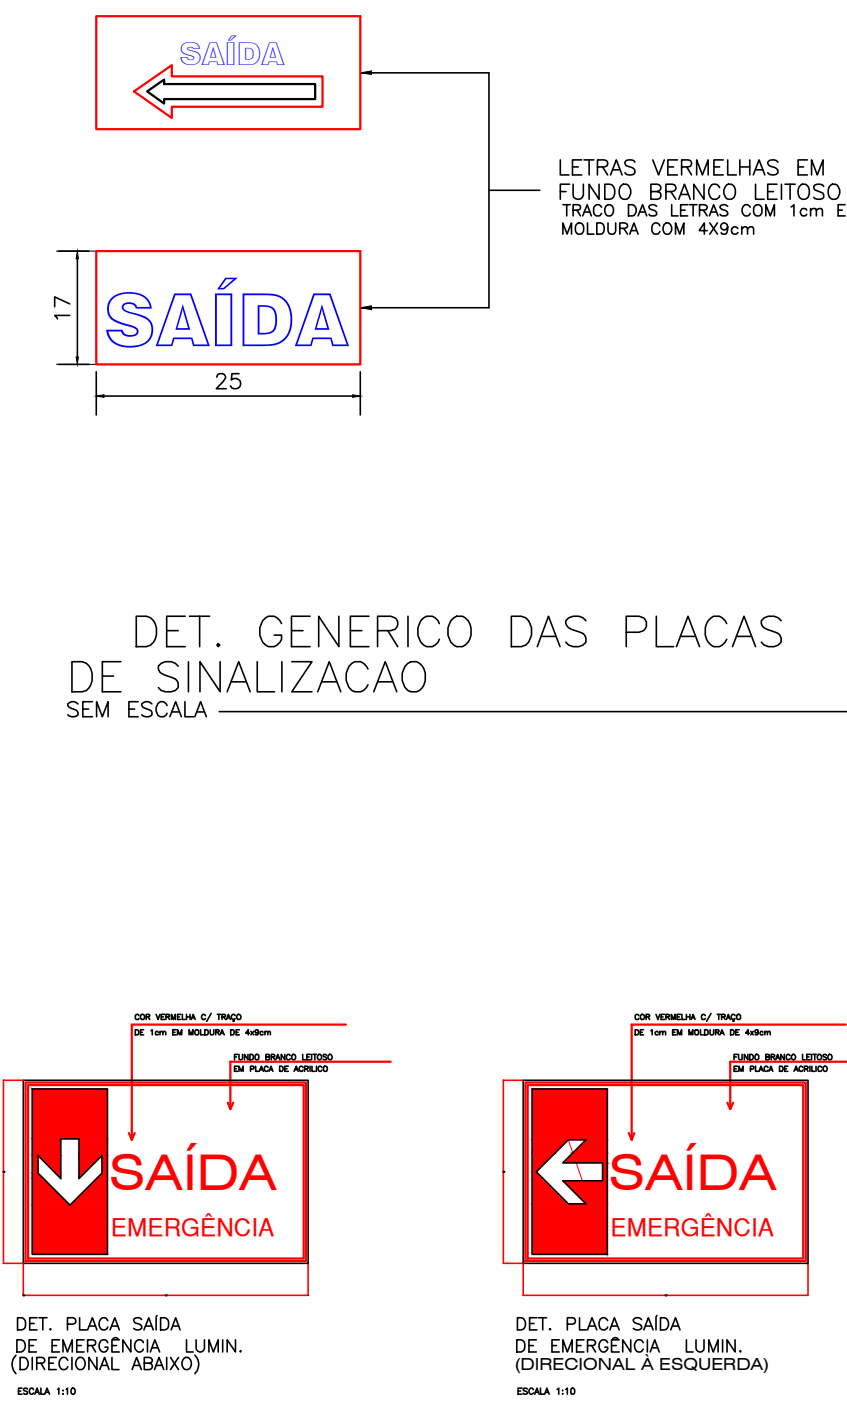 SAÍDA
LETRAS VERMELHAS EM
FUNDO BRANCO LEITOSO
TRACO DAS LETRAS COM 1cm E
MOLDURA COM 4X9cm
17
SAÍDA
25
DET. GENERICO DAS PLACAS
DE SINALIZACAO
SEM ESCALA
COR VERMELHA C/ TRAÇO
DE 1cm EM MOLDURA DE 4x9cm
FUNDO BRANCO LEITOSO
EM PLACA DE ACRILICO
SAÍDA
EMERGÊNCIA
DET. PLACA SAÍDA
DE EMERGÊNCIA LUMIN.
(DIRECIONAL ABAIXO)
ESCALA 1:10
COR VERMELHA C/ TRAÇO
DE 1cm EM MOLDURA DE 4x9cm
FUNDO BRANCO LEITOSO
EM PLACA DE ACRILICO
SAÍDA
EMERGÊNCIA
DET. PLACA SAÍDA
DE EMERGÊNCIA LUMIN.
(DIRECIONAL À ESQUERDA)
ESCALA 1:10